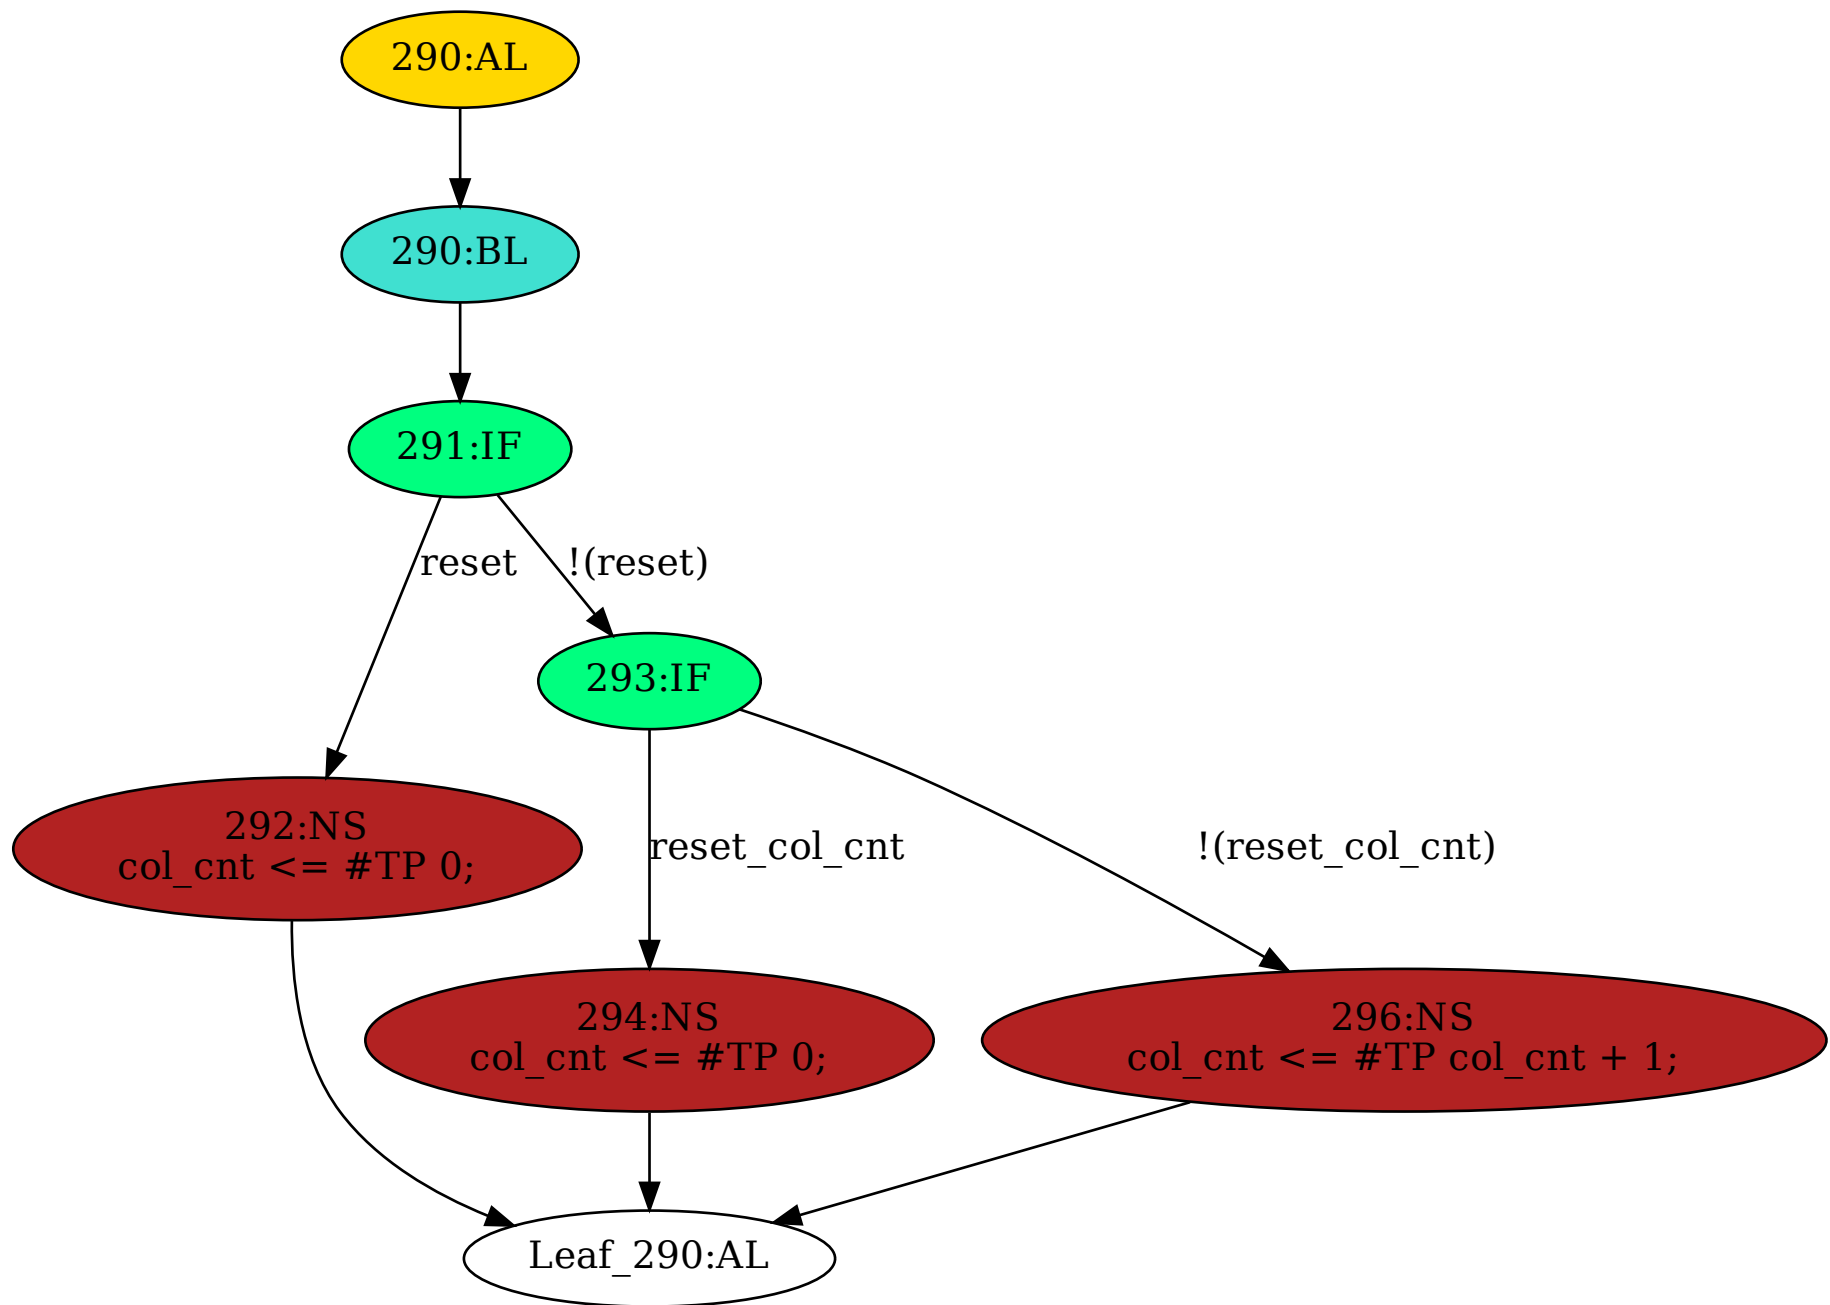 290:AL
290:BL
291:IF
reset
!(reset)
293:IF
292:NS
col_cnt <= #TP 0;
reset_col_cnt
!(reset_col_cnt)
294:NS
col_cnt <= #TP 0;
296:NS
col_cnt <= #TP col_cnt + 1;
Leaf_290:AL